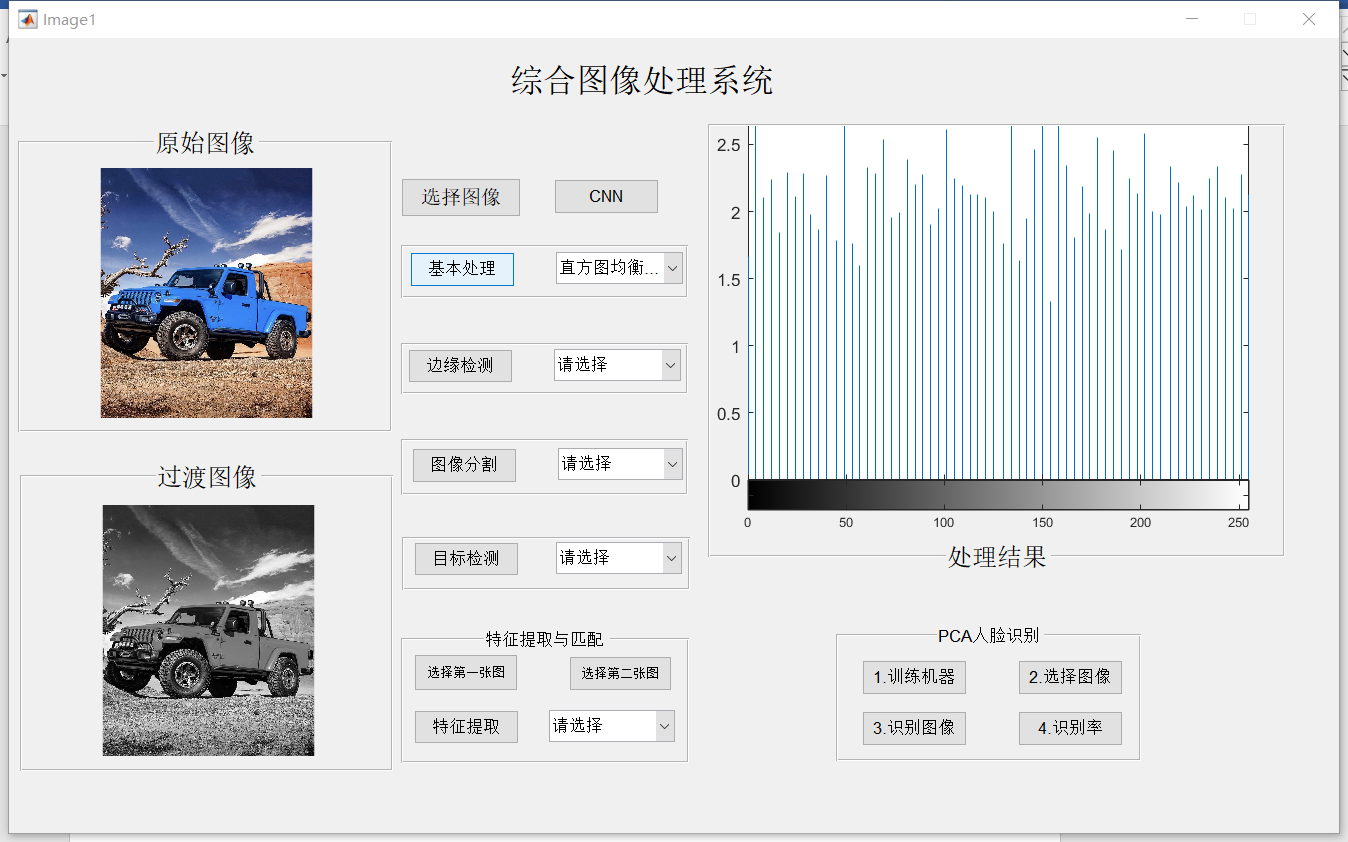 Image1
综合图像处理系统
原始图像
选择图像
CNN
基本处理
直方图均衡...
边缘检测
请选择
图像分割
请选择
过渡图像
目标检测
请选择
特征提取与匹配
选择第一张图
选择第二张图
特征提取
请选择
2.5
2
1.5
1
0.5
0
0 50 100 150 200 250
处理结果
PCA人脸识别
1.训练机器
2.选择图像
3.识别图像
4.识别率